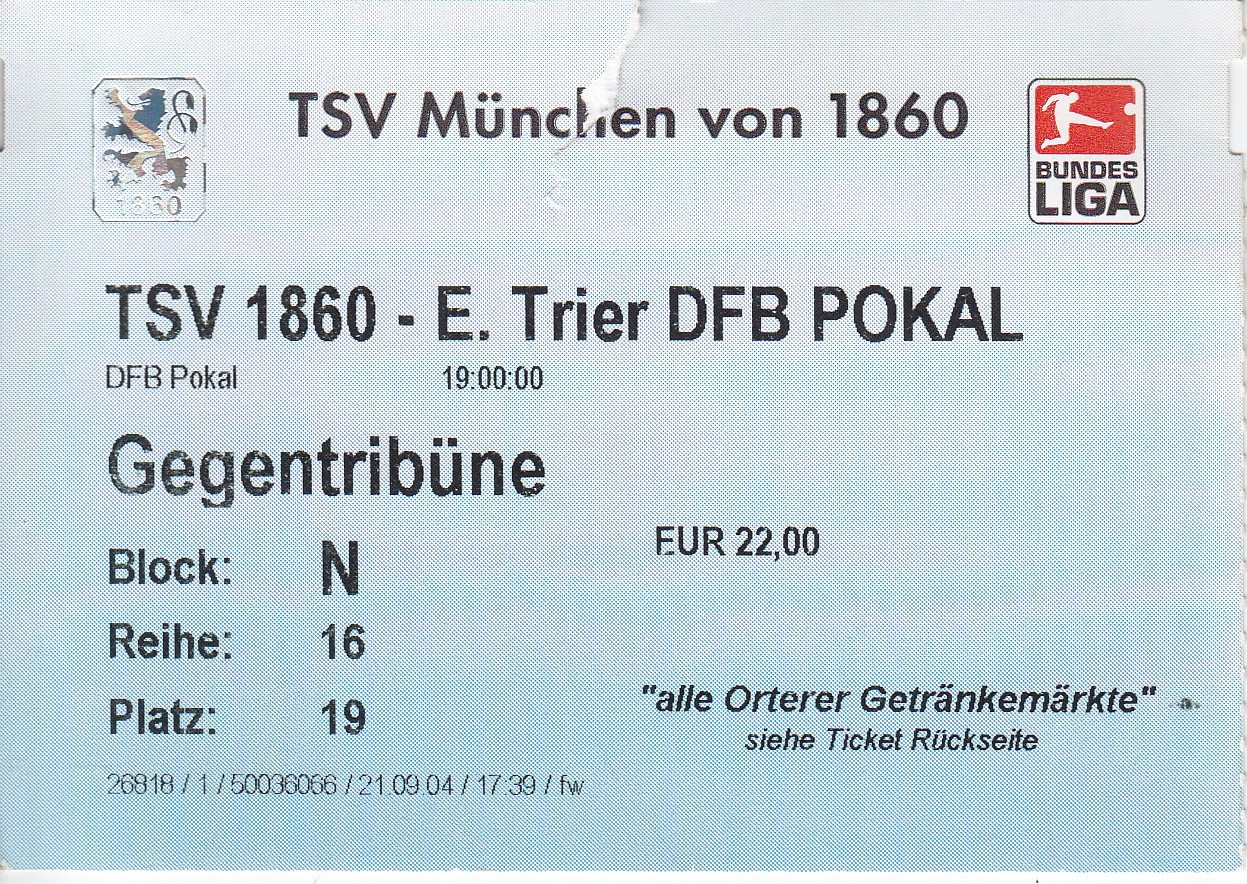 TSV München von 1860
1860
BUNDES
LIGA
TSV 1860 - E. Trier DFB POKAL
DFB Pokal 19:00:00
Gegentribüne
EUR 22,00
Block: N
Reihe: 16
Platz: 19
"alle Orterer Getränkemärkte"
siehe Ticket Rückseite
26818 / 1 / 50036066 / 21.09.04 / 17:39 / fw